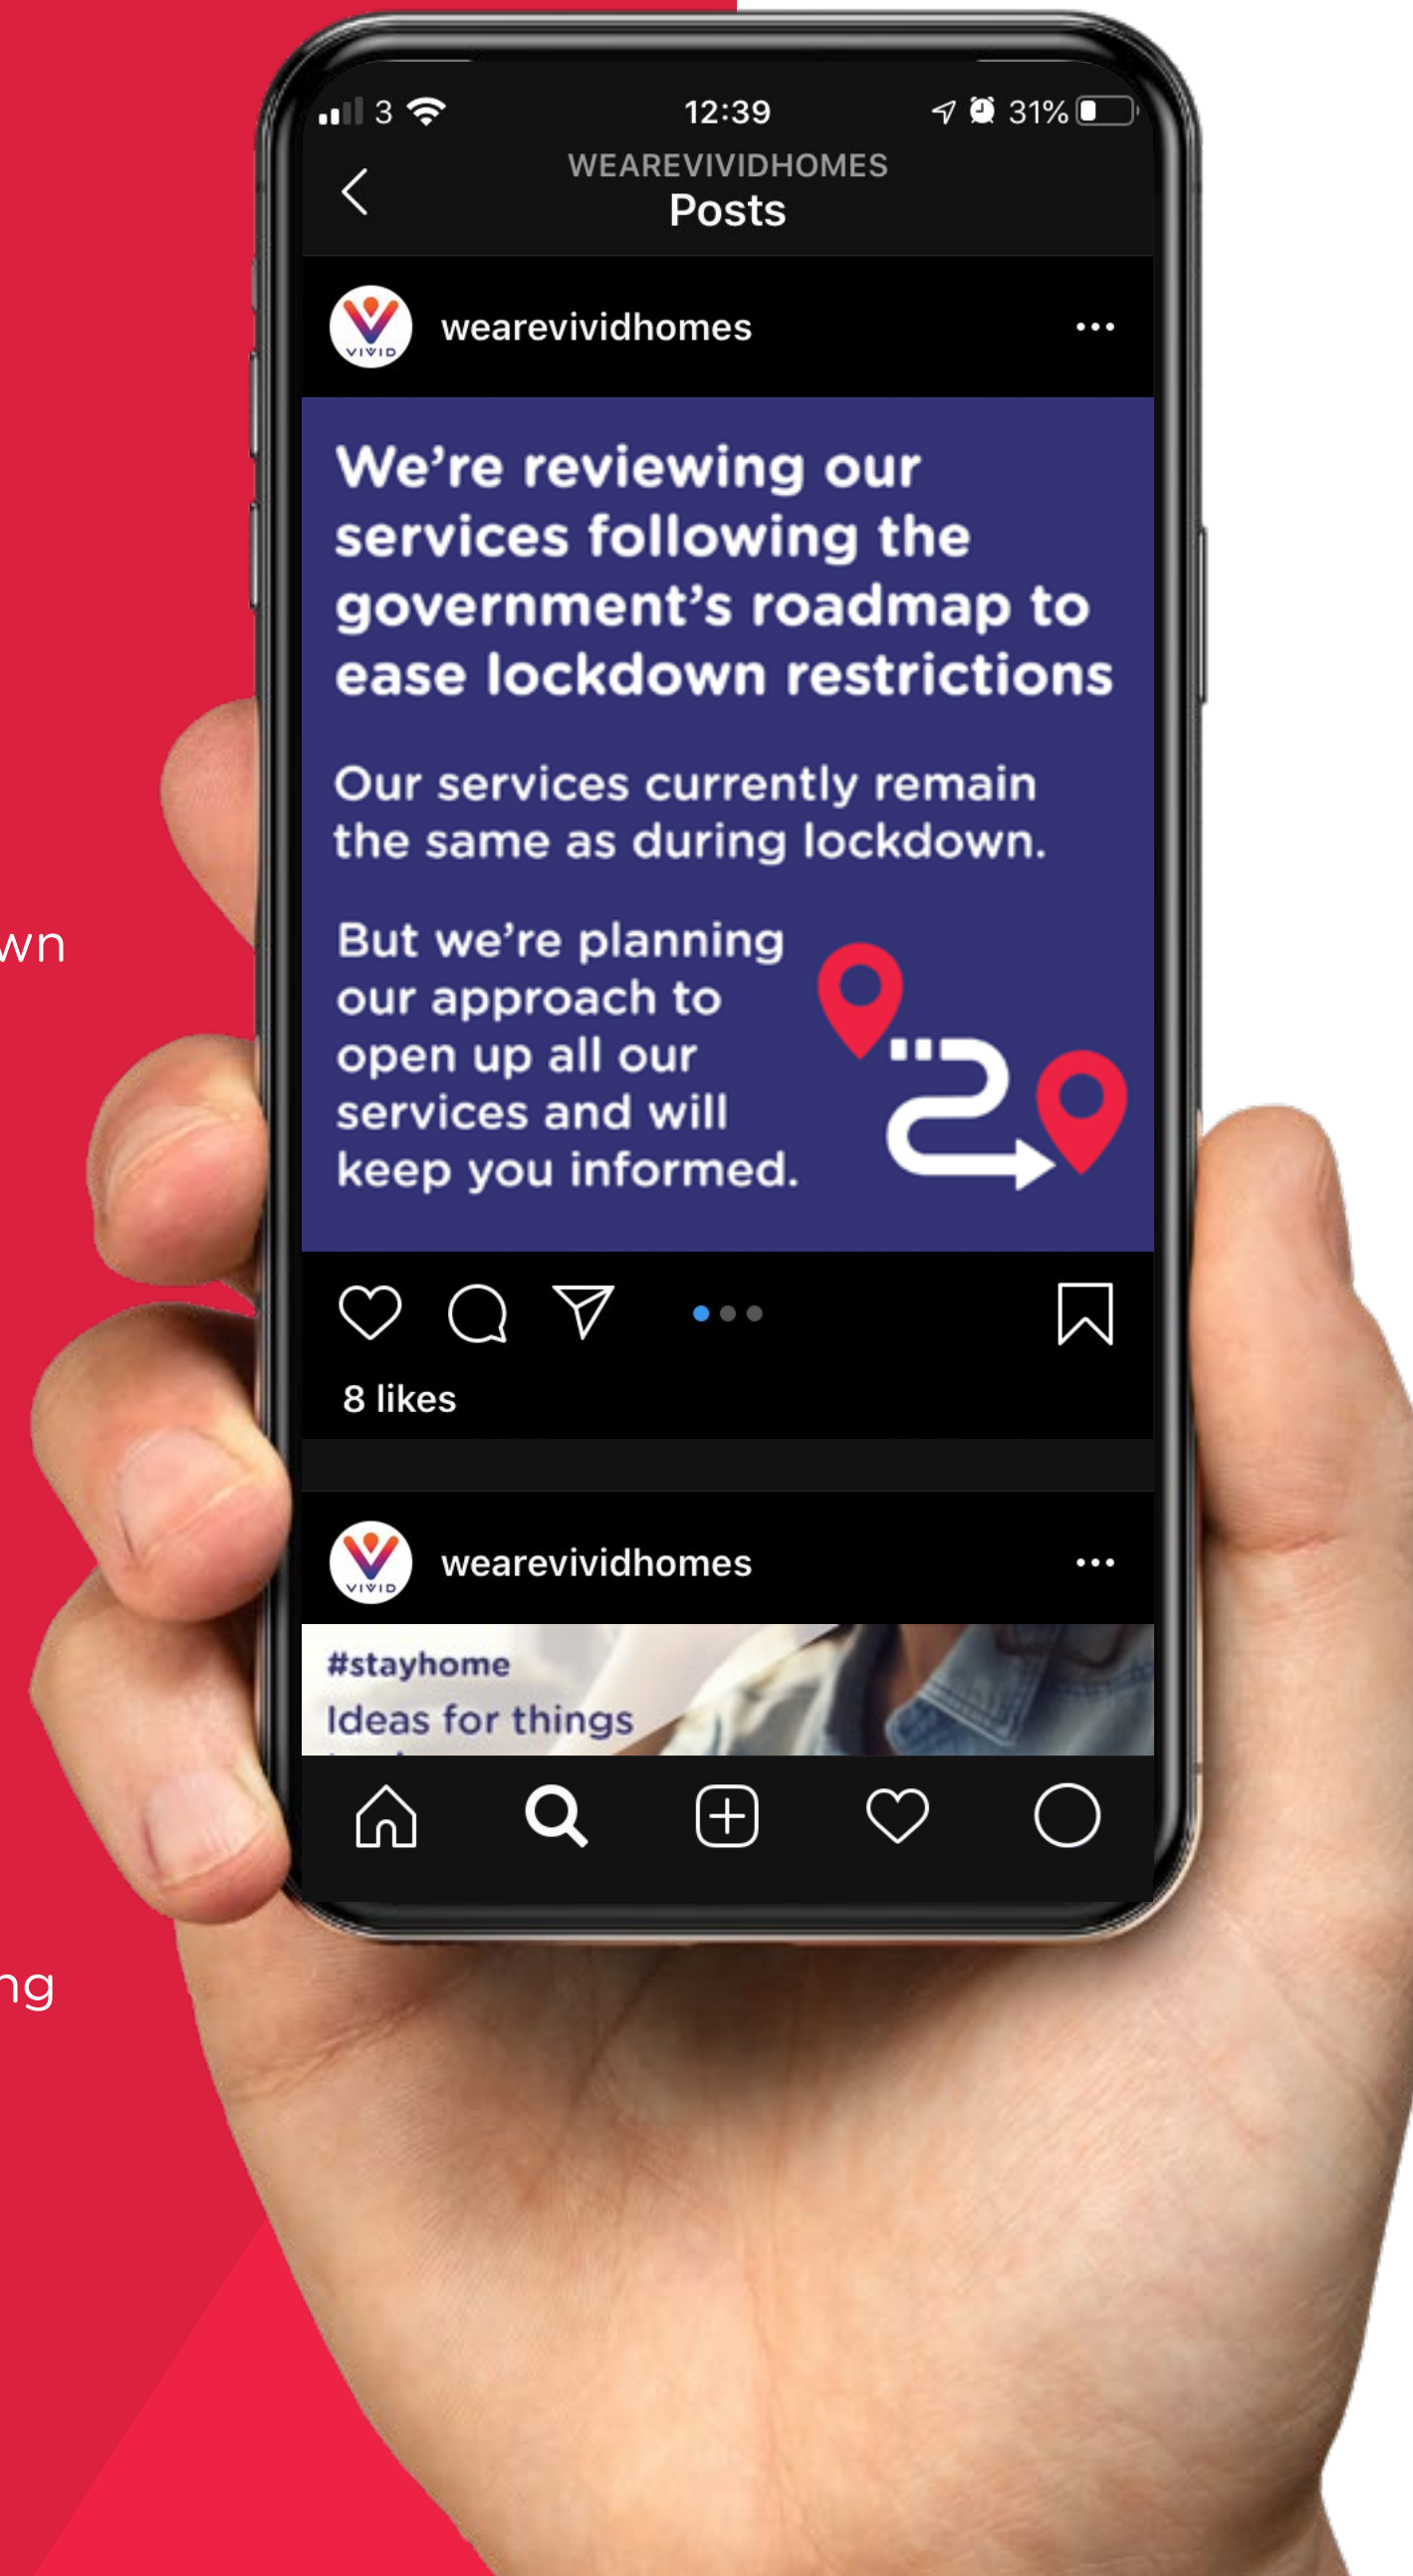 3
12:39
31%
WEAREVIVIDHOMES
Posts
VIVID
wearevividhomes
We're reviewing our
services following the
government's roadmap to
ease lockdown restrictions
Our services currently remain
the same as during lockdown.
But we're planning
our approach to
open up all our
services and will
keep you informed.
8 likes
VIVID
wearevividhomes
#stayhome
Ideas for things
wn
ng